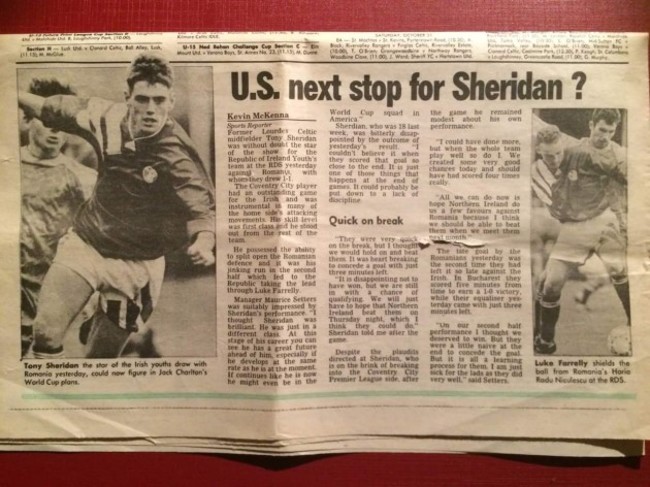 SATURDAY, OCTOBER
U.S. next stop for Sheridan ?
Kevin McKenna
Sports Reporter
Former Lourdes Celtic
midfielder Tony Sheridan
was without doubt the star
of the show for the
Republic of Ireland Youth's
team at the RDS yesterday
against Romania, with
whom they drew 1-1.
The Coventry City player
had an outstanding game
for the Irish and was
instrumental in many of
the home side's attacking
movements. His skill level
was first class and he stood
out from the rest of the
team.
He possessed the ability
to split open the Romanian
defence and it was his
jinking run in the second
half which led to the
Republic taking the lead
through Luke Farrelly.
Manager Maurice Setters
was suitably impressed by
Sheridan's performance. "I
thought Sheridan was
brilliant. He was just in a
different class. At this
stage of his career you can
see he has a great future
ahead of him, especially if
he develops at the same
rate as he is at the moment.
If continues like he is now
he might even be in the
World Cup squad in
America."
Sherdian, who was 18 last
week, was bitterly disap-
pointed by the outcome of
yesterday's result. "I
couldn't believe it when
they scored that goal so
close to the end. It is just
one of those things that
happens at the end of
games. It could probably be
put down to a lack of
discipline.
Quick on break
"They were very quick
on the break, but I thought
we would hold on and beat
them. It was heart breaking
to concede a goal with just
three minutes left.
"It is disappointing not to
have won, but we are still
in with a chance of
qualifying. We will just
have to hope that Northern
Ireland beat them on
Thursday night, which I
think they could do,"
Sheridan told me after the
game.
Despite the plaudits
directed at Sheridan, who
is on the brink of breaking
into the Coventry City
Premier League side, after
the game he remained
modest about his own
performance.
"I could have done more,
but when the whole team
play well so do I. We
created some very good
chances today and should
have scored four times
really.
"All we can do now is
hope Northern Ireland do
us a few favours against
Romania because I think
we should be able to beat
them when we meet them
next month."
The late goal by the
Romanians yesterday was
the second time they had
left it so late against the
Irish. In Bucharest they
scored five minutes from
time to earn a 1-0 victory,
while their equaliser yes-
terday came with just three
minutes left.
"On our second half
performance I thought we
deserved to win. But they
were a little naive at the
end to concede the goal.
But it is all a learning
process for them. I am just
sick for the lads as they did
very well," said Setters.
Tony Sheridan the star of the Irish youths draw with
Romania yesterday, could now figure in Jack Charlton's
World Cup plans.
Luke Farrelly shields the
ball from Romania's Horia
Radu Niculescu at the RDS.